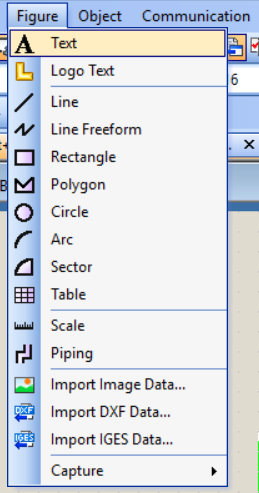 Figure Object Communication
Text
Logo Text
6
Line
Line Freeform
Rectangle
Polygon
Circle
Arc
Sector
Table
Scale
Piping
Import Image Data...
Import DXF Data...
Import IGES Data...
Capture